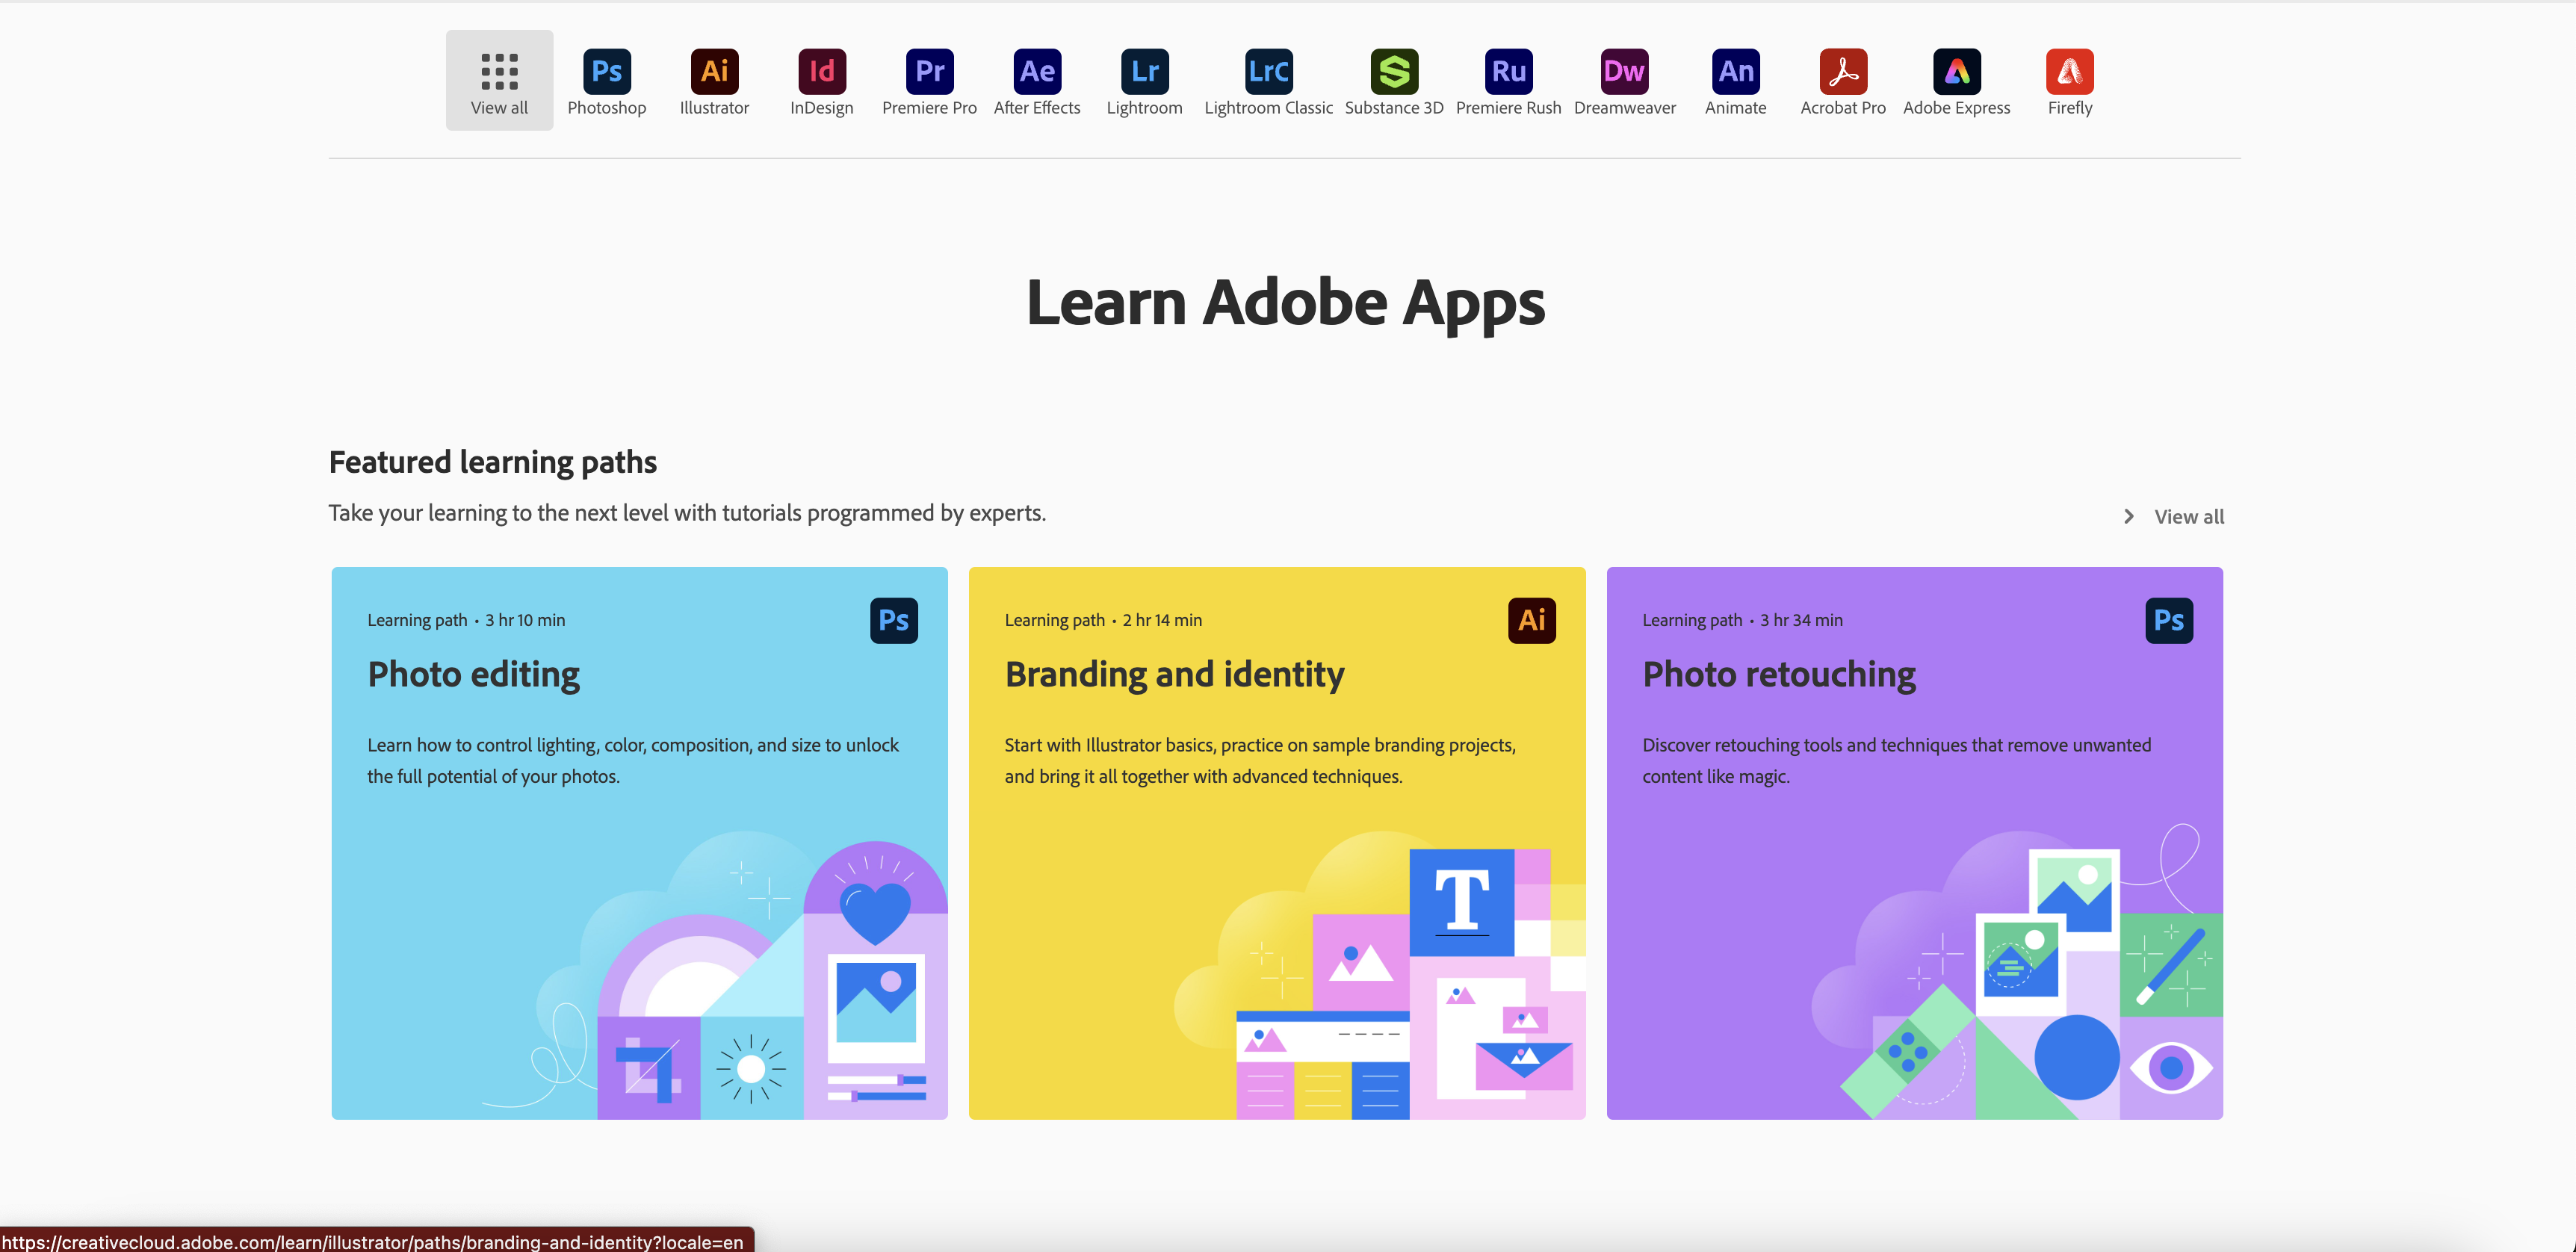 Ps Ai Id Pr Ae Lr LrC S Ru Dw An
View all Photoshop Illustrator InDesign Premiere Pro After Effects Lightroom Lightroom Classic Substance 3D Premiere Rush Dreamweaver Animate Acrobat Pro Adobe Express Firefly
Learn Adobe Apps
Featured learning paths
Take your learning to the next level with tutorials programmed by experts.
View all
Learning path • 3 hr 10 min
Ps
Photo editing
Learn how to control lighting, color, composition, and size to unlock
the full potential of your photos.
Learning path • 2 hr 14 min
Ai
Branding and identity
Start with Illustrator basics, practice on sample branding projects,
and bring it all together with advanced techniques.
T
Learning path • 3 hr 34 min
Ps
Photo retouching
Discover retouching tools and techniques that remove unwanted
content like magic.
https://creativecloud.adobe.com/learn/illustrator/paths/branding-and-identity?locale=en